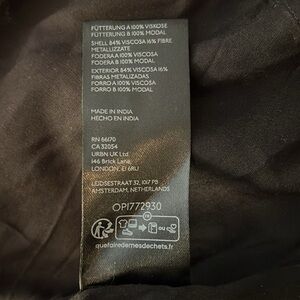 FÜTTERUNG A 100% VISKOSE
FÜTTERUNG B 100% MODAL
SHELL 84% VISCOSA 16% FIBRE
METALLIZZATE
FODERA A 100% VISCOSA
FODERA B 100% MODAL
EXTERIOR 84% VISCOSA 16%
FIBRAS METALIZADAS
FORRO A 100% VISCOSA
FORRO B 100% MODAL
MADE IN INDIA
HECHO EN INDIA
RN 66170
CA 32054
URBN UK Ltd
146 Brick Lane,
LONDON, E1 6RU
LEIDSESTRAAT 32, 1017 PB
AMSTERDAM, NETHERLANDS
OP1772930
FR
OU
quefairedemesdechets.fr